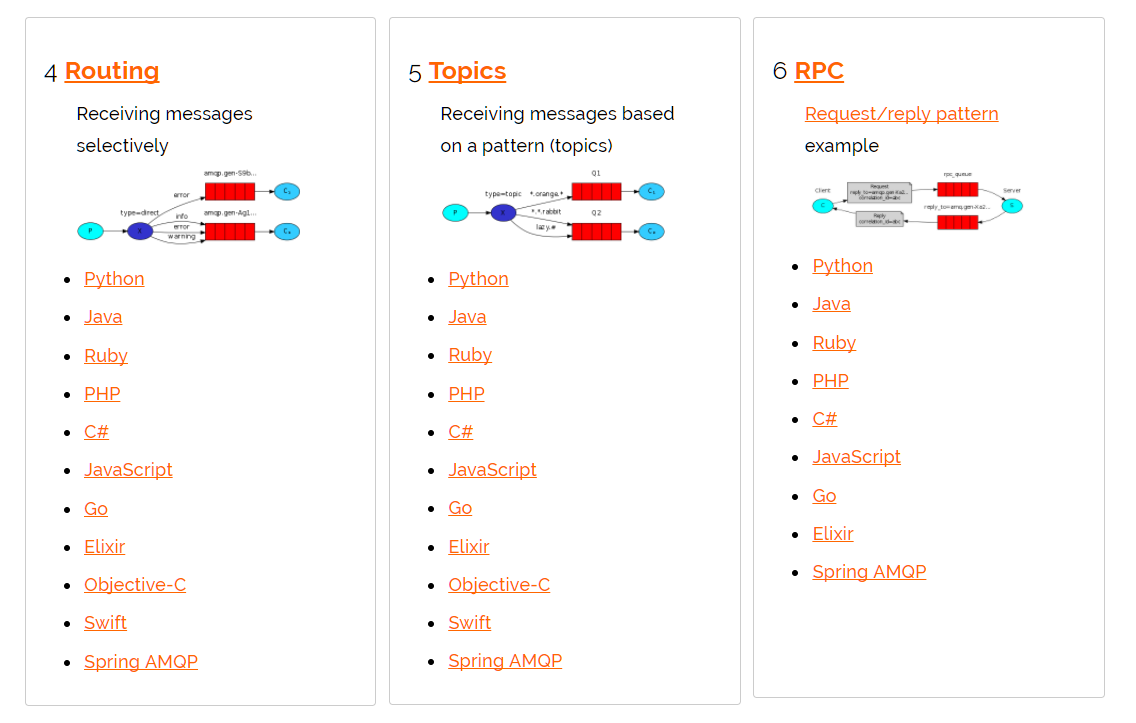 4 Routing
Receiving messages
selectively
amqp.gen-S9b...
error
C₁
type=direct
amqp.gen-Ag1...
info
P
X
error
C₂
warning
Python
Java
Ruby
PHP
C#
JavaScript
Go
Elixir
Objective-C
Swift
Spring AMQP
5 Topics
Receiving messages based
on a pattern (topics)
Q1
type=topic
*.orange.*
C₁
P
X
*.*.rabbit
Q2
lazy.#
C₂
Python
Java
Ruby
PHP
C#
JavaScript
Go
Elixir
Objective-C
Swift
Spring AMQP
6 RPC
Request/reply pattern
example
rpc_queue
Client
Request
reply_to=amqp.gen-Xa2...
correlation_id=abc
Server
C
S
reply_to=amqp.gen-Xa2...
Reply
correlation_id=abc
Python
Java
Ruby
PHP
C#
JavaScript
Go
Elixir
Spring AMQP